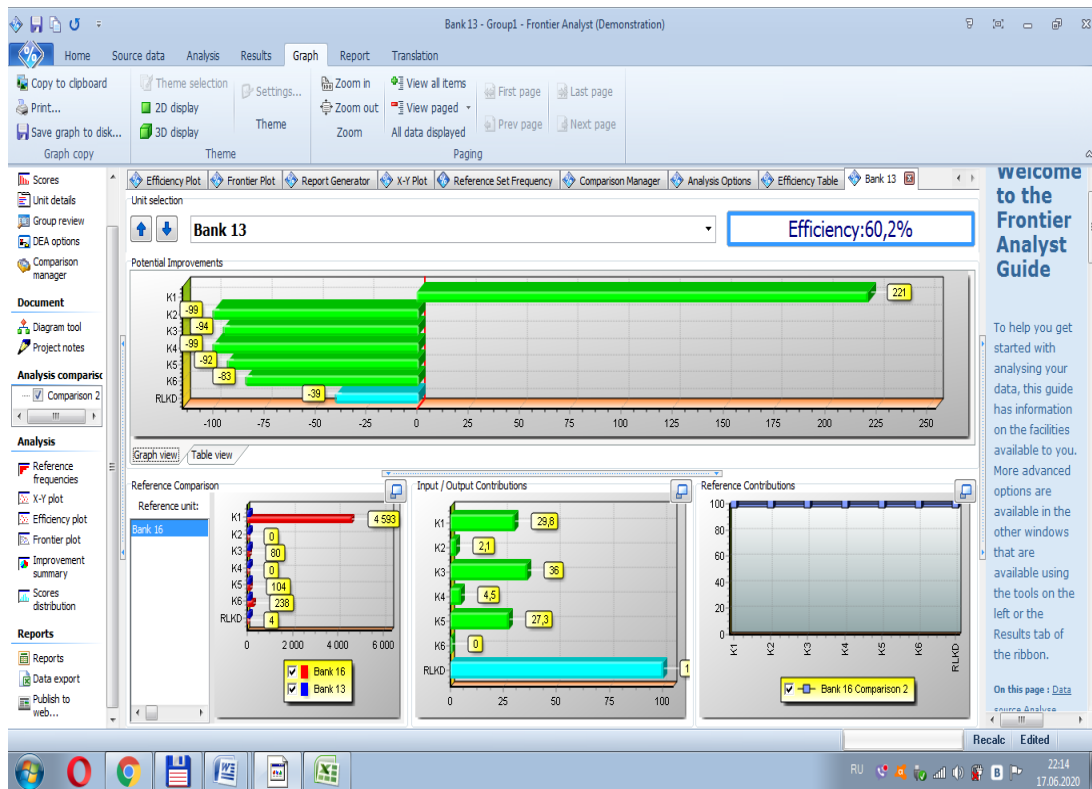 Bank 13 - Group1 - Frontier Analyst (Demonstration)
Home Source data Analysis Results Graph Report Translation
Copy to clipboard
Print...
Save graph to disk...
Graph copy
Theme selection
2D display
3D display
Settings...
Theme
Theme
Zoom in
Zoom out
Zoom
View all items
View paged
All data displayed
First page
Last page
Prev page
Next page
Paging
Scores
Unit details
Group review
DEA options
Comparison
manager
Document
Diagram tool
Project notes
Analysis comparisc
Comparison 2
Analysis
Reference
frequencies
X-Y plot
Efficiency plot
Frontier plot
Improvement
summary
Scores
distribution
Reports
Reports
Data export
Publish to
web...
Efficiency Plot Frontier Plot Report Generator X-Y Plot Reference Set Frequency Comparison Manager Analysis Options Efficiency Table Bank 13
Unit selection
Bank 13
Efficiency:60,2%
Potential Improvements
K1 221
K2 -99
K3 -94
K4 -99
K5 -92
K6 -83
RLKD -39
-100 -75 -50 -25 0 25 50 75 100 125 150 175 200 225 250
Graph view Table view
Reference Comparison
Reference unit:
Bank 16
K1 4 593
K2 0
K3 80
K4 0
K5 104
K6 238
RLKD 4
0 2 000 4 000 6 000
Bank 16
Bank 13
Input / Output Contributions
K1 29,8
K2 2,1
K3 36
K4 4,5
K5 27,3
K6 0
RLKD 1
0 25 50 75 100
Reference Contributions
100
80
60
40
20
0
K1 K2 K3 K4 K5 K6 RLKD
Bank 16 Comparison 2
Welcome
to the
Frontier
Analyst
Guide
To help you get
started with
analysing your
data, this guide
has information
on the facilities
available to you.
More advanced
options are
available in the
other windows
that are
available using
the tools on the
left or the
Results tab of
the ribbon.
On this page : Data
source Analyse
Recalc Edited
RU
22:14
17.06.2020